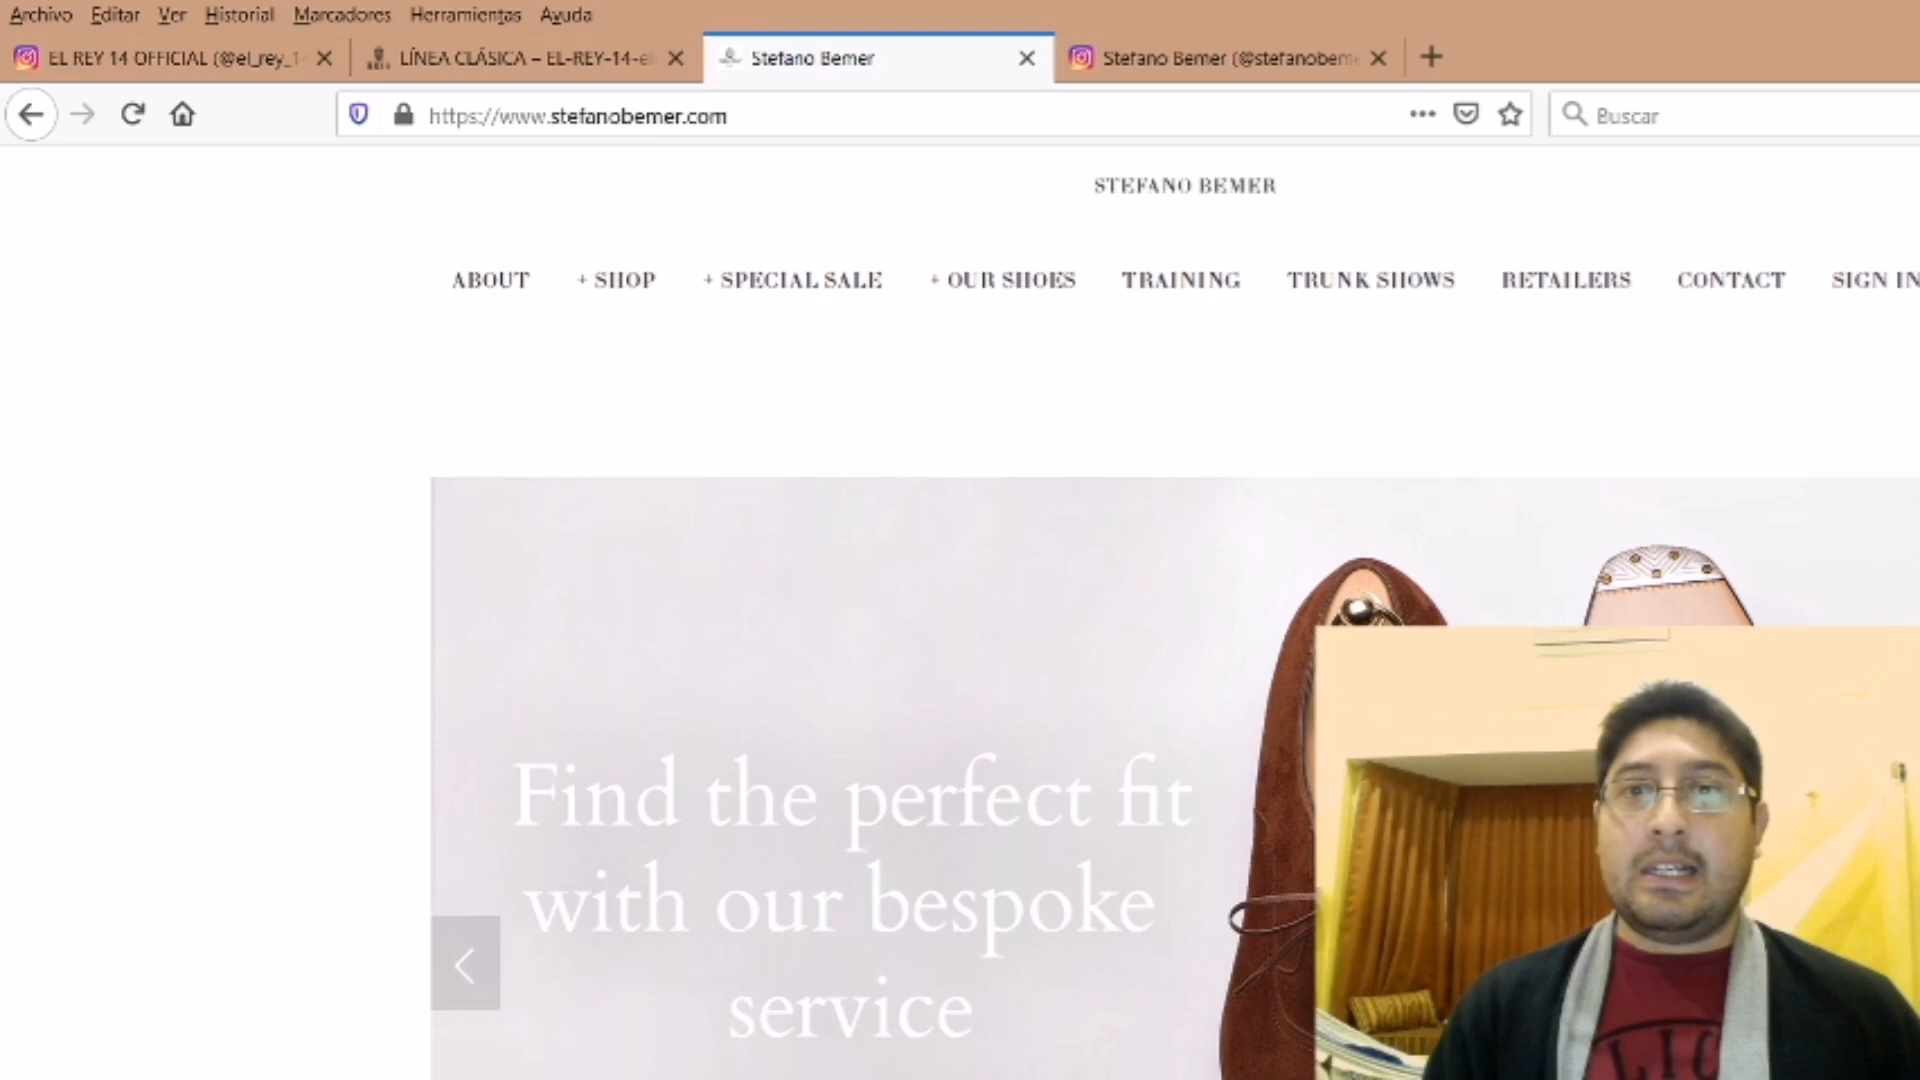 Archivo Editar Ver Historial Marcadores Herramientas Ayuda
EL REY 14 OFFICIAL (@el_rey_1
LÍNEA CLÁSICA – EL-REY-14-el
Stefano Bemer
Stefano Bemer (@stefanobeme
https://www.stefanobemer.com
Buscar
STEFANO BEMER
ABOUT + SHOP + SPECIAL SALE + OUR SHOES TRAINING TRUNK SHOWS RETAILERS CONTACT SIGN IN
Find the perfect fit
with our bespoke
service